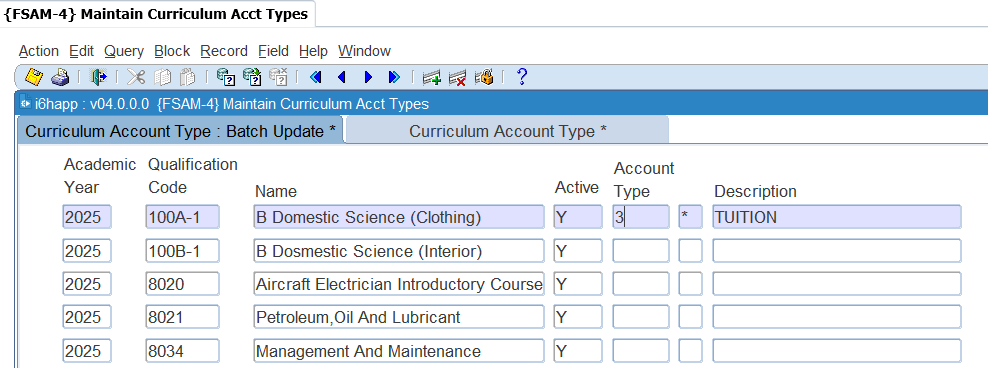 {FSAM-4} Maintain Curriculum Acct Types
Action Edit Query Block Record Field Help Window
i6happ : v04.0.0.0 {FSAM-4} Maintain Curriculum Acct Types
Curriculum Account Type : Batch Update * Curriculum Account Type *
Academic Qualification Account
Year Code Name Active Type Description
2025 100A-1 B Domestic Science (Clothing) Y 3 * TUITION
2025 100B-1 B Dosmestic Science (Interior) Y
2025 8020 Aircraft Electrician Introductory Course Y
2025 8021 Petroleum,Oil And Lubricant Y
2025 8034 Management And Maintenance Y